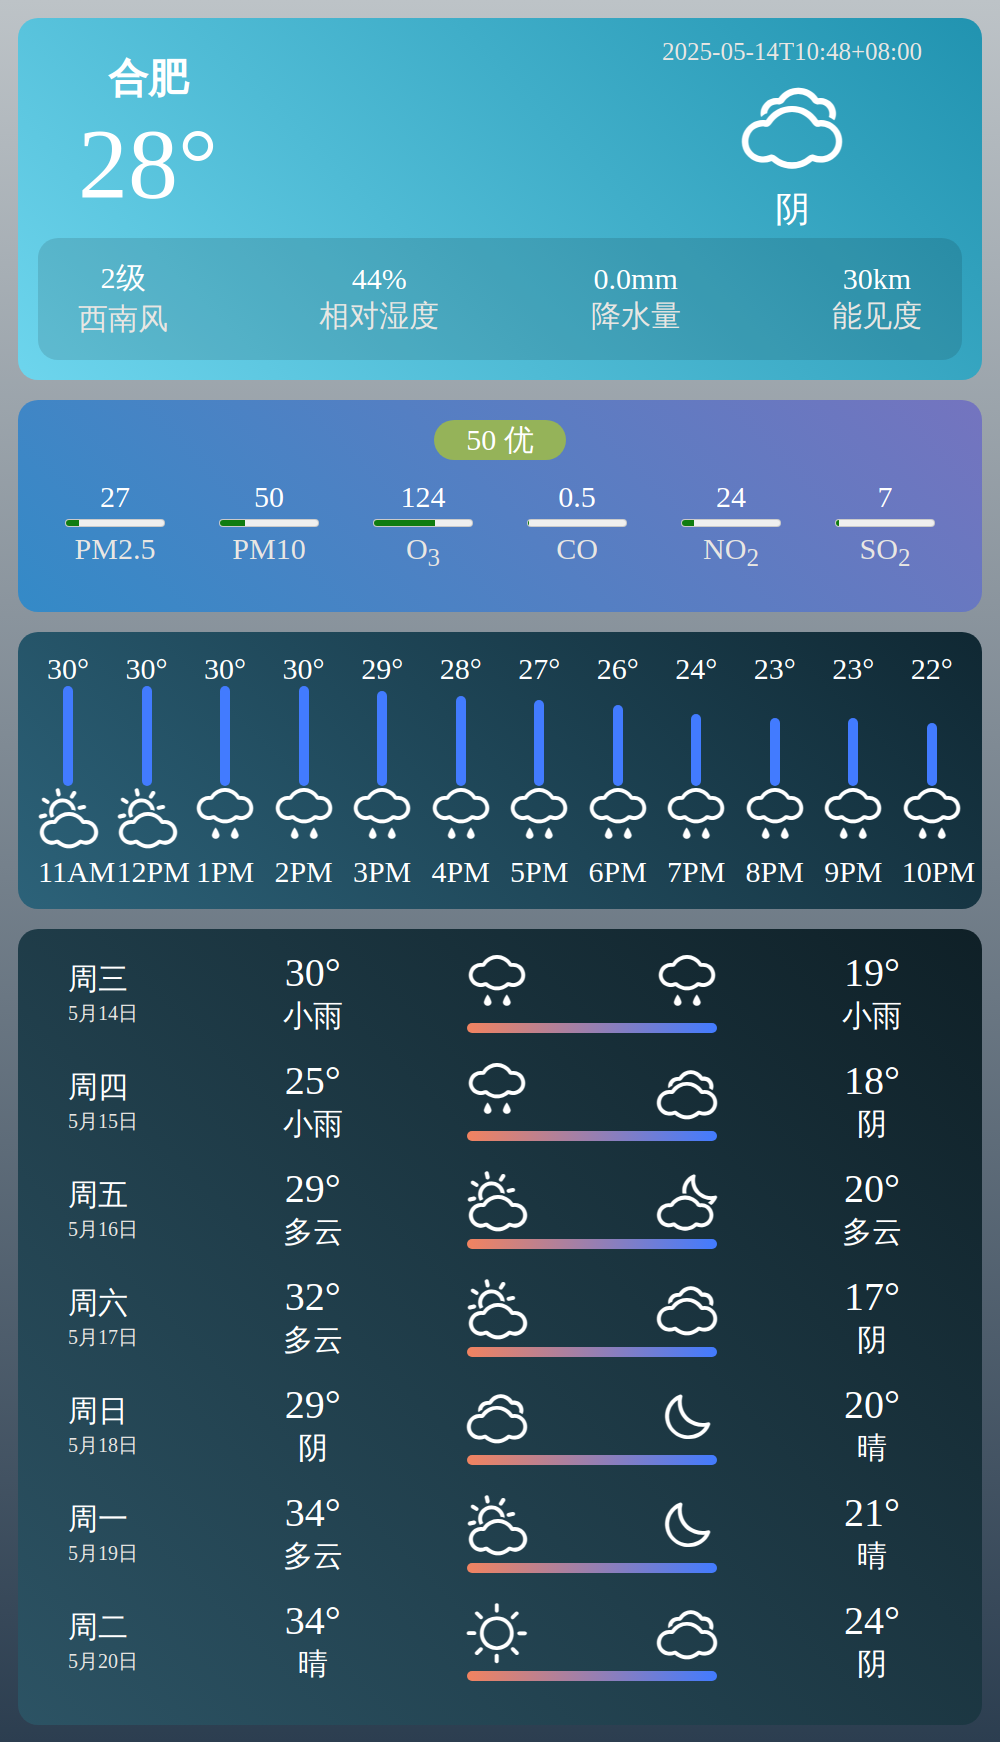 合肥
2025-05-14T10:48+08:00
28°
阴
2级 44% 0.0mm 30km
西南风 相对湿度 降水量 能见度
50 优
27 50 124 0.5 24 7
PM2.5 PM10 O3 CO NO2 SO2
30° 30° 30° 30° 29° 28° 27° 26° 24° 23° 23° 22°
11AM 12PM 1PM 2PM 3PM 4PM 5PM 6PM 7PM 8PM 9PM 10PM
周三 30° 19°
5月14日 小雨 小雨
周四 25° 18°
5月15日 小雨 阴
周五 29° 20°
5月16日 多云 多云
周六 32° 17°
5月17日 多云 阴
周日 29° 20°
5月18日 阴 晴
周一 34° 21°
5月19日 多云 晴
周二 34° 24°
5月20日 晴 阴